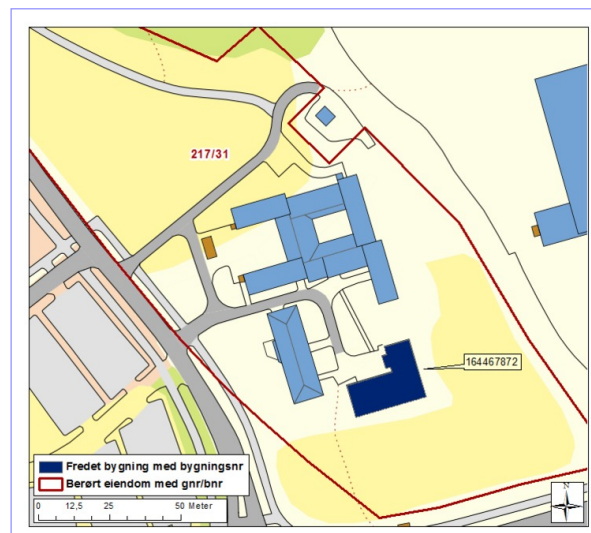 217/31
164467872
Fredet bygning med bygningsnr
Berørt eiendom med gnr/bnr
0 12,5 25 50 Meter
N